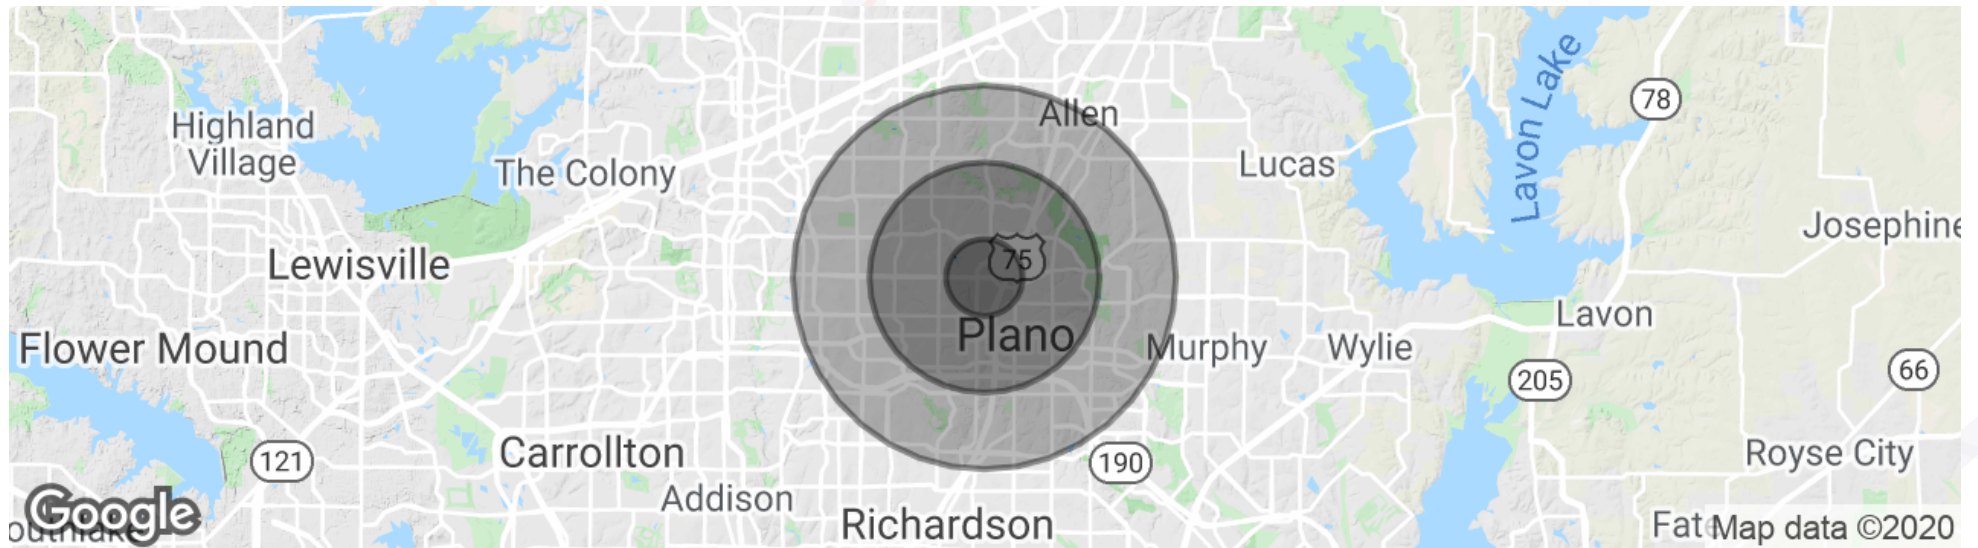 Allen
Lavon Lake
78
Highland
Village
The Colony
Lucas
Josephine
75
Lewisville
Lavon
Plano
Flower Mound
Murphy
Wylie
66
205
121
Carrollton
190
Royse City
Addison
Google
Richardson
Fate
Map data ©2020